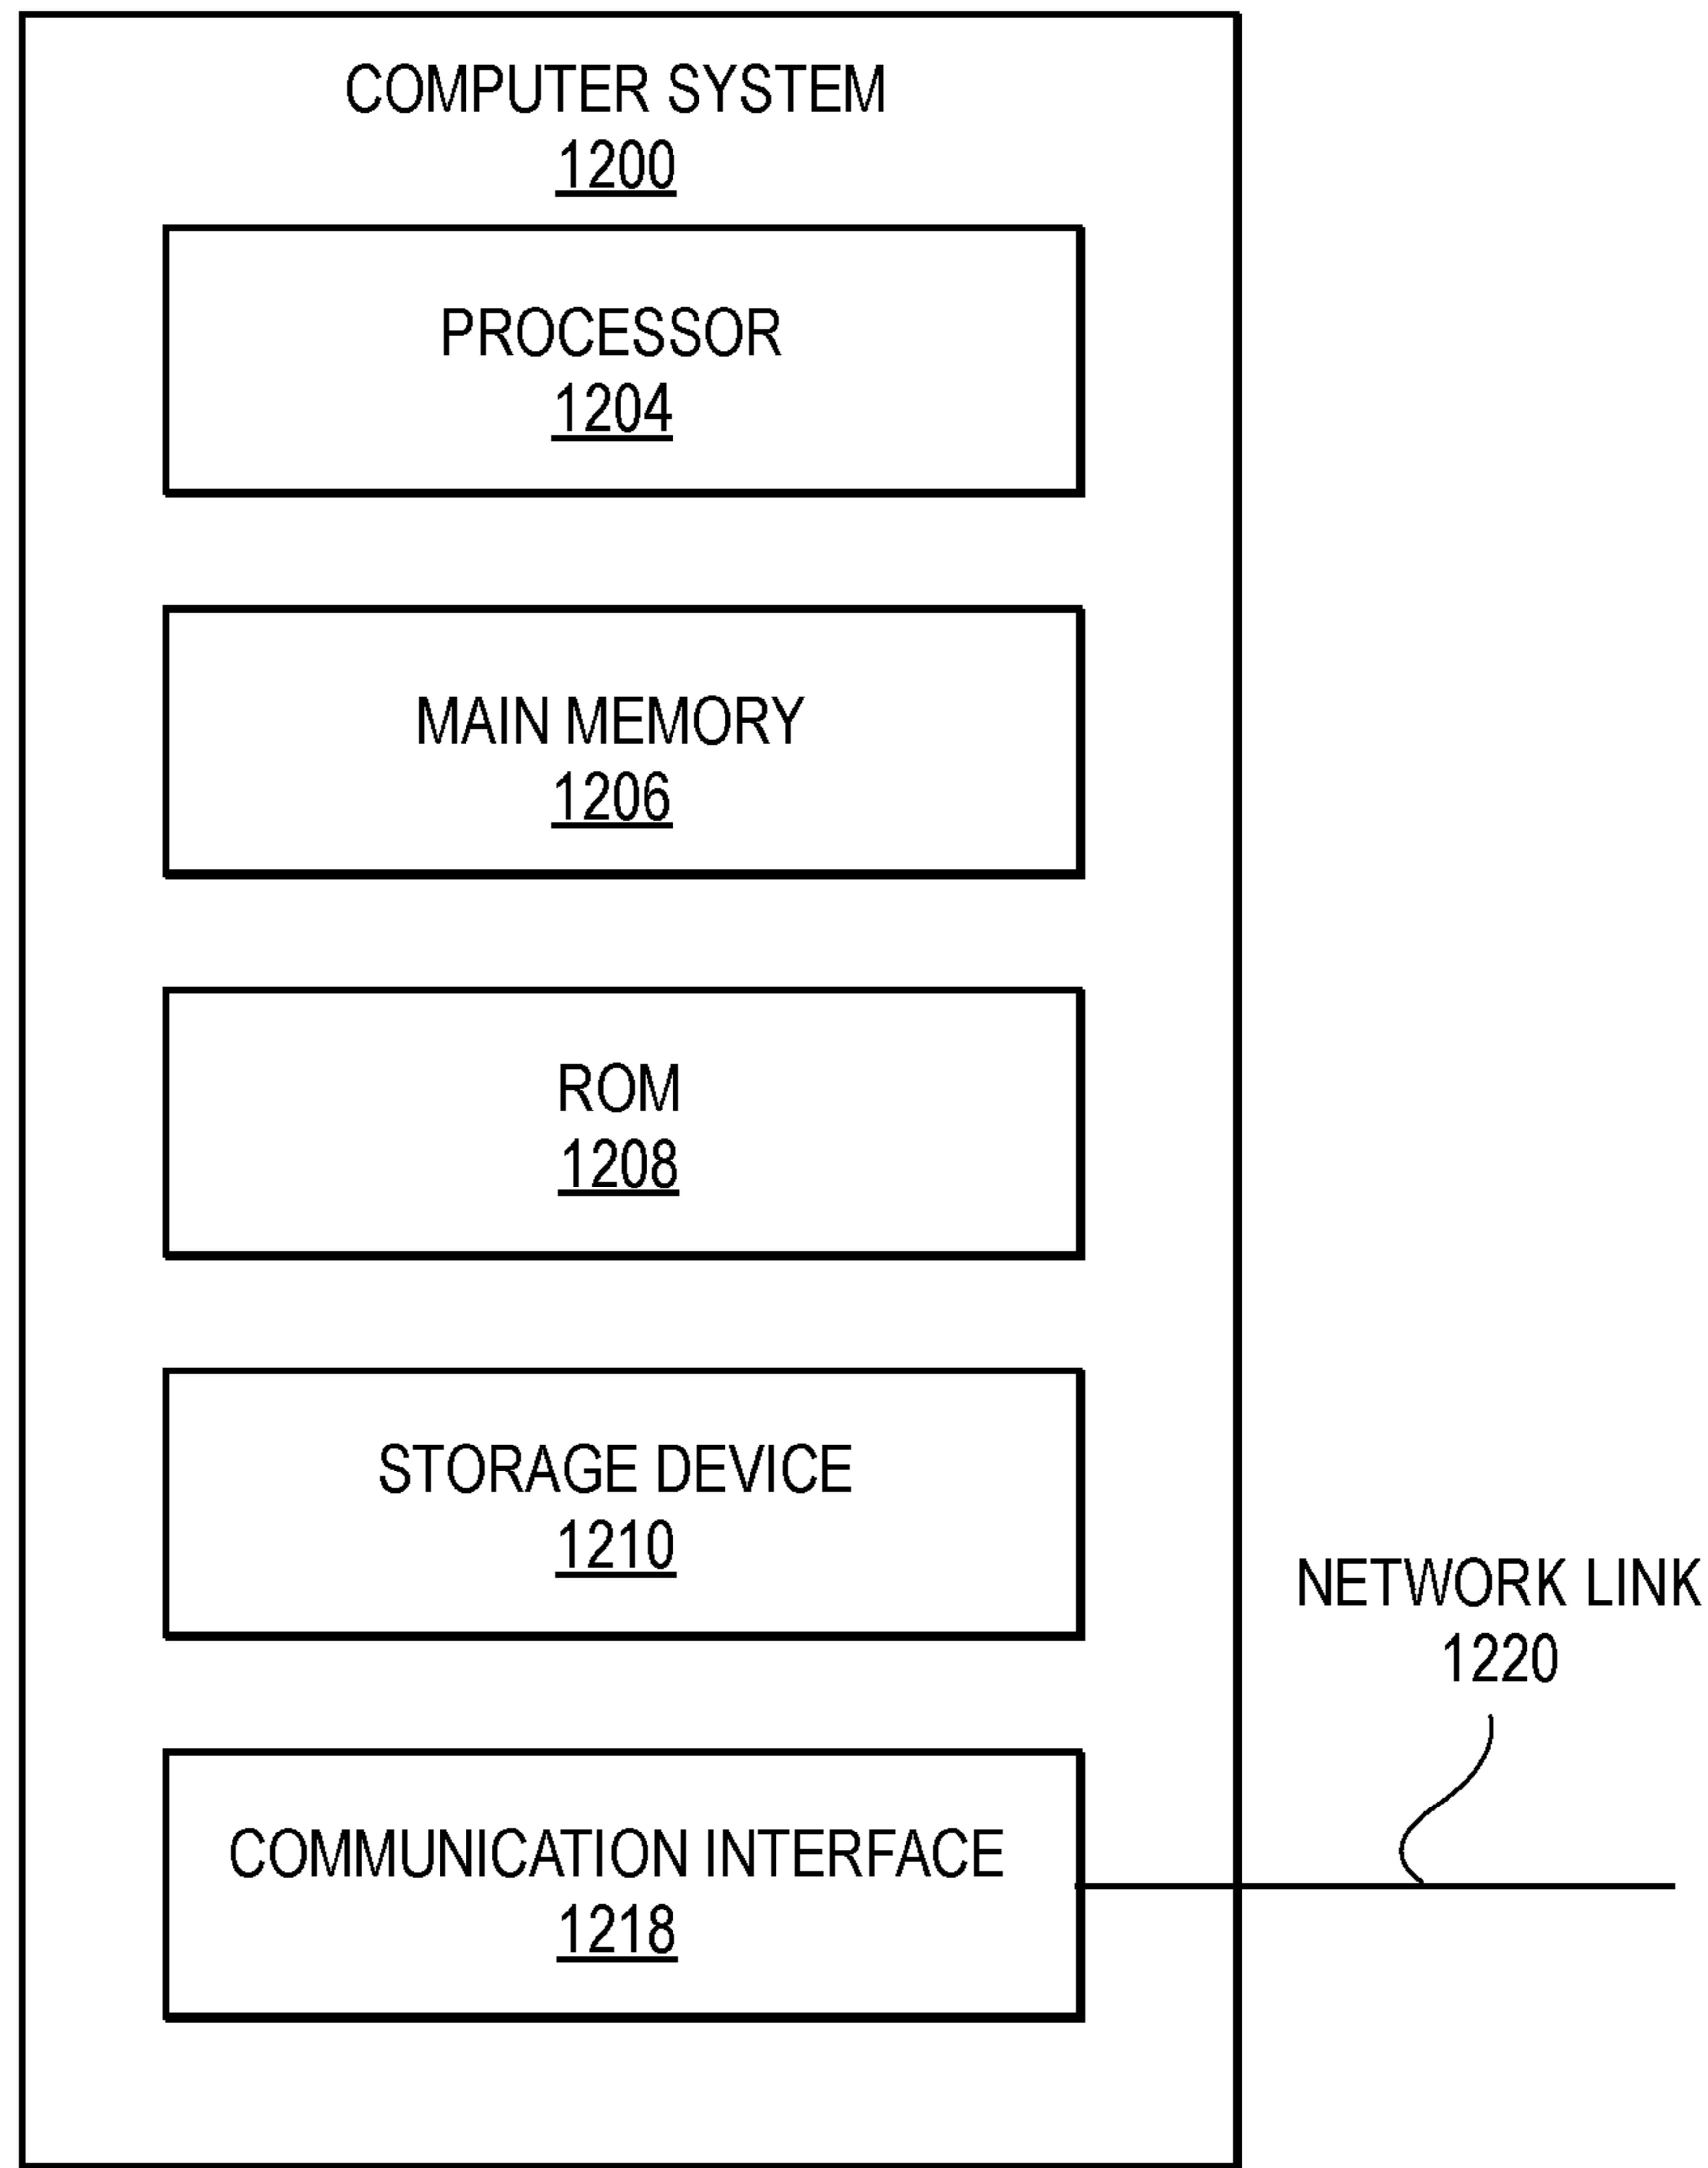 COMPUTER SYSTEM
1200
PROCESSOR
1204
MAIN MEMORY
1206
ROM
1208
STORAGE DEVICE
1210
NETWORK LINK
1220
COMMUNICATION INTERFACE
1218